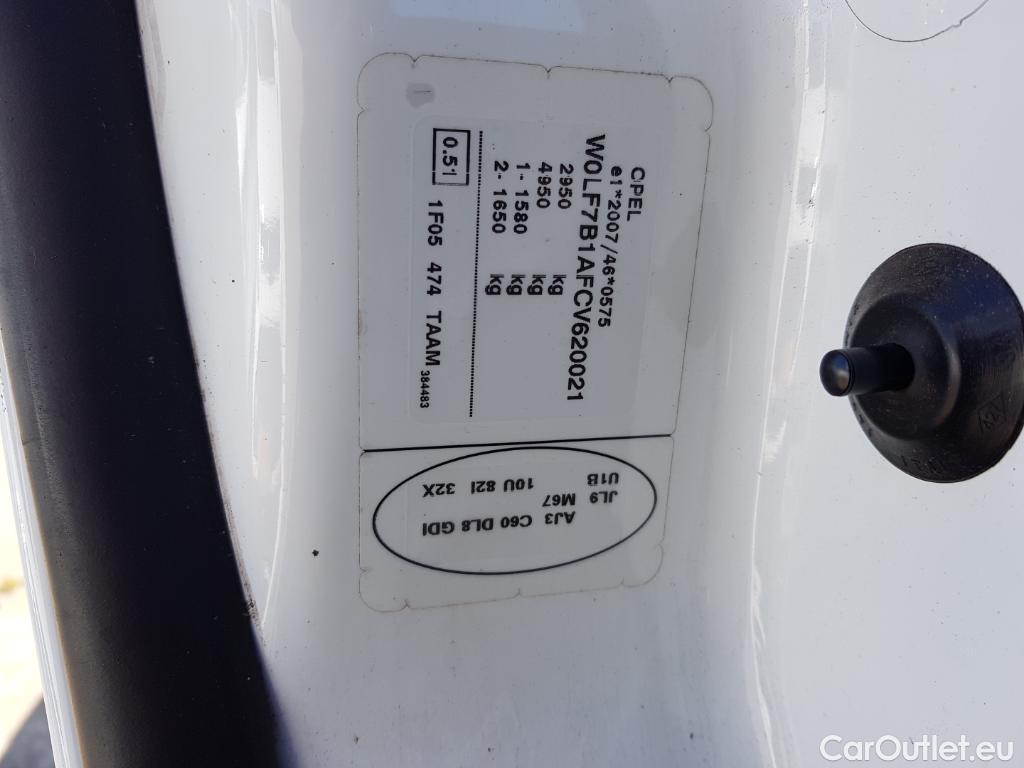 OPEL
e1*2007/46*0575
W0LF7B1AFCV620021
2950 kg
4950 kg
1- 1580 kg
2- 1650 kg
0.51 1F05 474 TAAM 384483
AJ3 C60 DL8 GDI
JL9 M67
U1B 10U 82I 32X
CarOutlet.eu